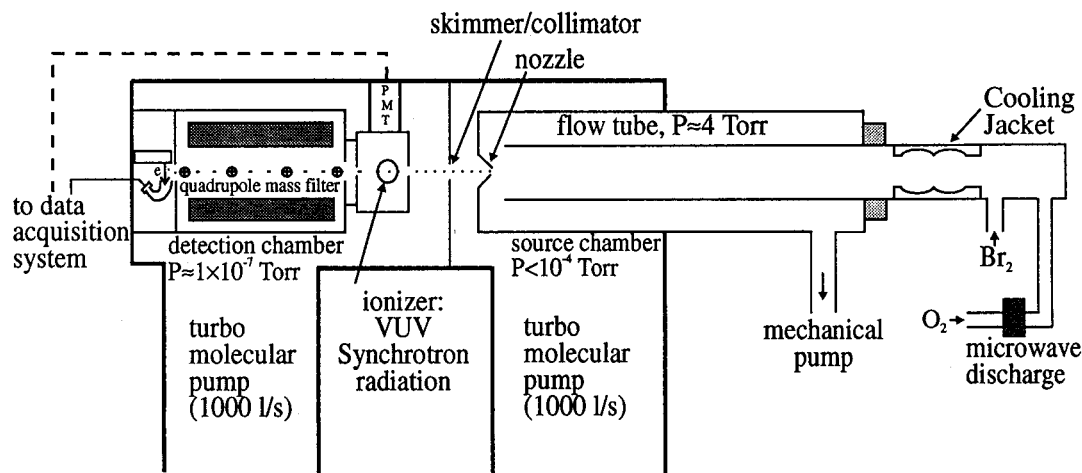 skimmer/collimator
nozzle
Cooling
Jacket
P
M
T
flow tube, P≈4 Torr
e
quadrupole mass filter
to data
acquisition
system
detection chamber
P≈1×10⁻⁷ Torr
source chamber
P<10⁻⁴ Torr
Br₂
ionizer:
VUV
Synchrotron
radiation
mechanical
pump
O₂
microwave
discharge
turbo
molecular
pump
(1000 l/s)
turbo
molecular
pump
(1000 l/s)